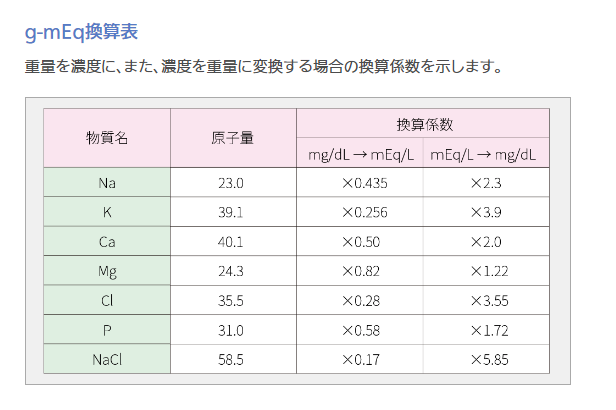 g-mEq換算表
重量を濃度に、また、濃度を重量に変換する場合の換算係数を示します。
物質名 原子量 換算係数
mg/dL → mEq/L mEq/L → mg/dL
Na 23.0 ×0.435 ×2.3
K 39.1 ×0.256 ×3.9
Ca 40.1 ×0.50 ×2.0
Mg 24.3 ×0.82 ×1.22
Cl 35.5 ×0.28 ×3.55
P 31.0 ×0.58 ×1.72
NaCl 58.5 ×0.17 ×5.85